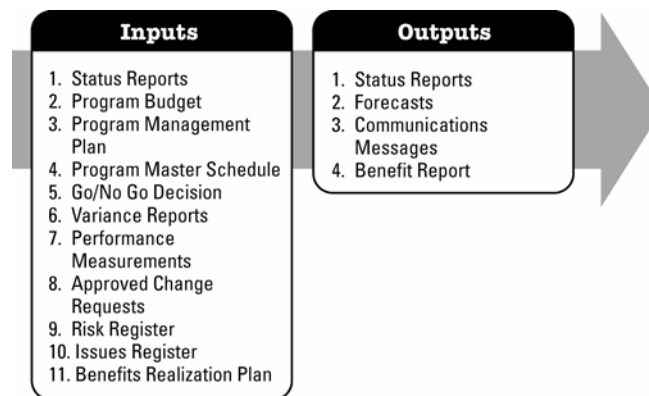 Inputs
1. Status Reports
2. Program Budget
3. Program Management
Plan
4. Program Master Schedule
5. Go/No Go Decision
6. Variance Reports
7. Performance
Measurements
8. Approved Change
Requests
9. Risk Register
10. Issues Register
11. Benefits Realization Plan
Outputs
1. Status Reports
2. Forecasts
3. Communications
Messages
4. Benefit Report